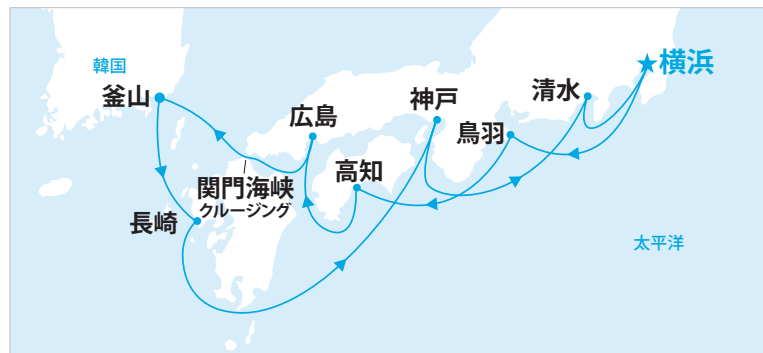 韓国
釜山
広島
神戸
清水
★横浜
鳥羽
高知
関門海峡
クルージング
長崎
太平洋